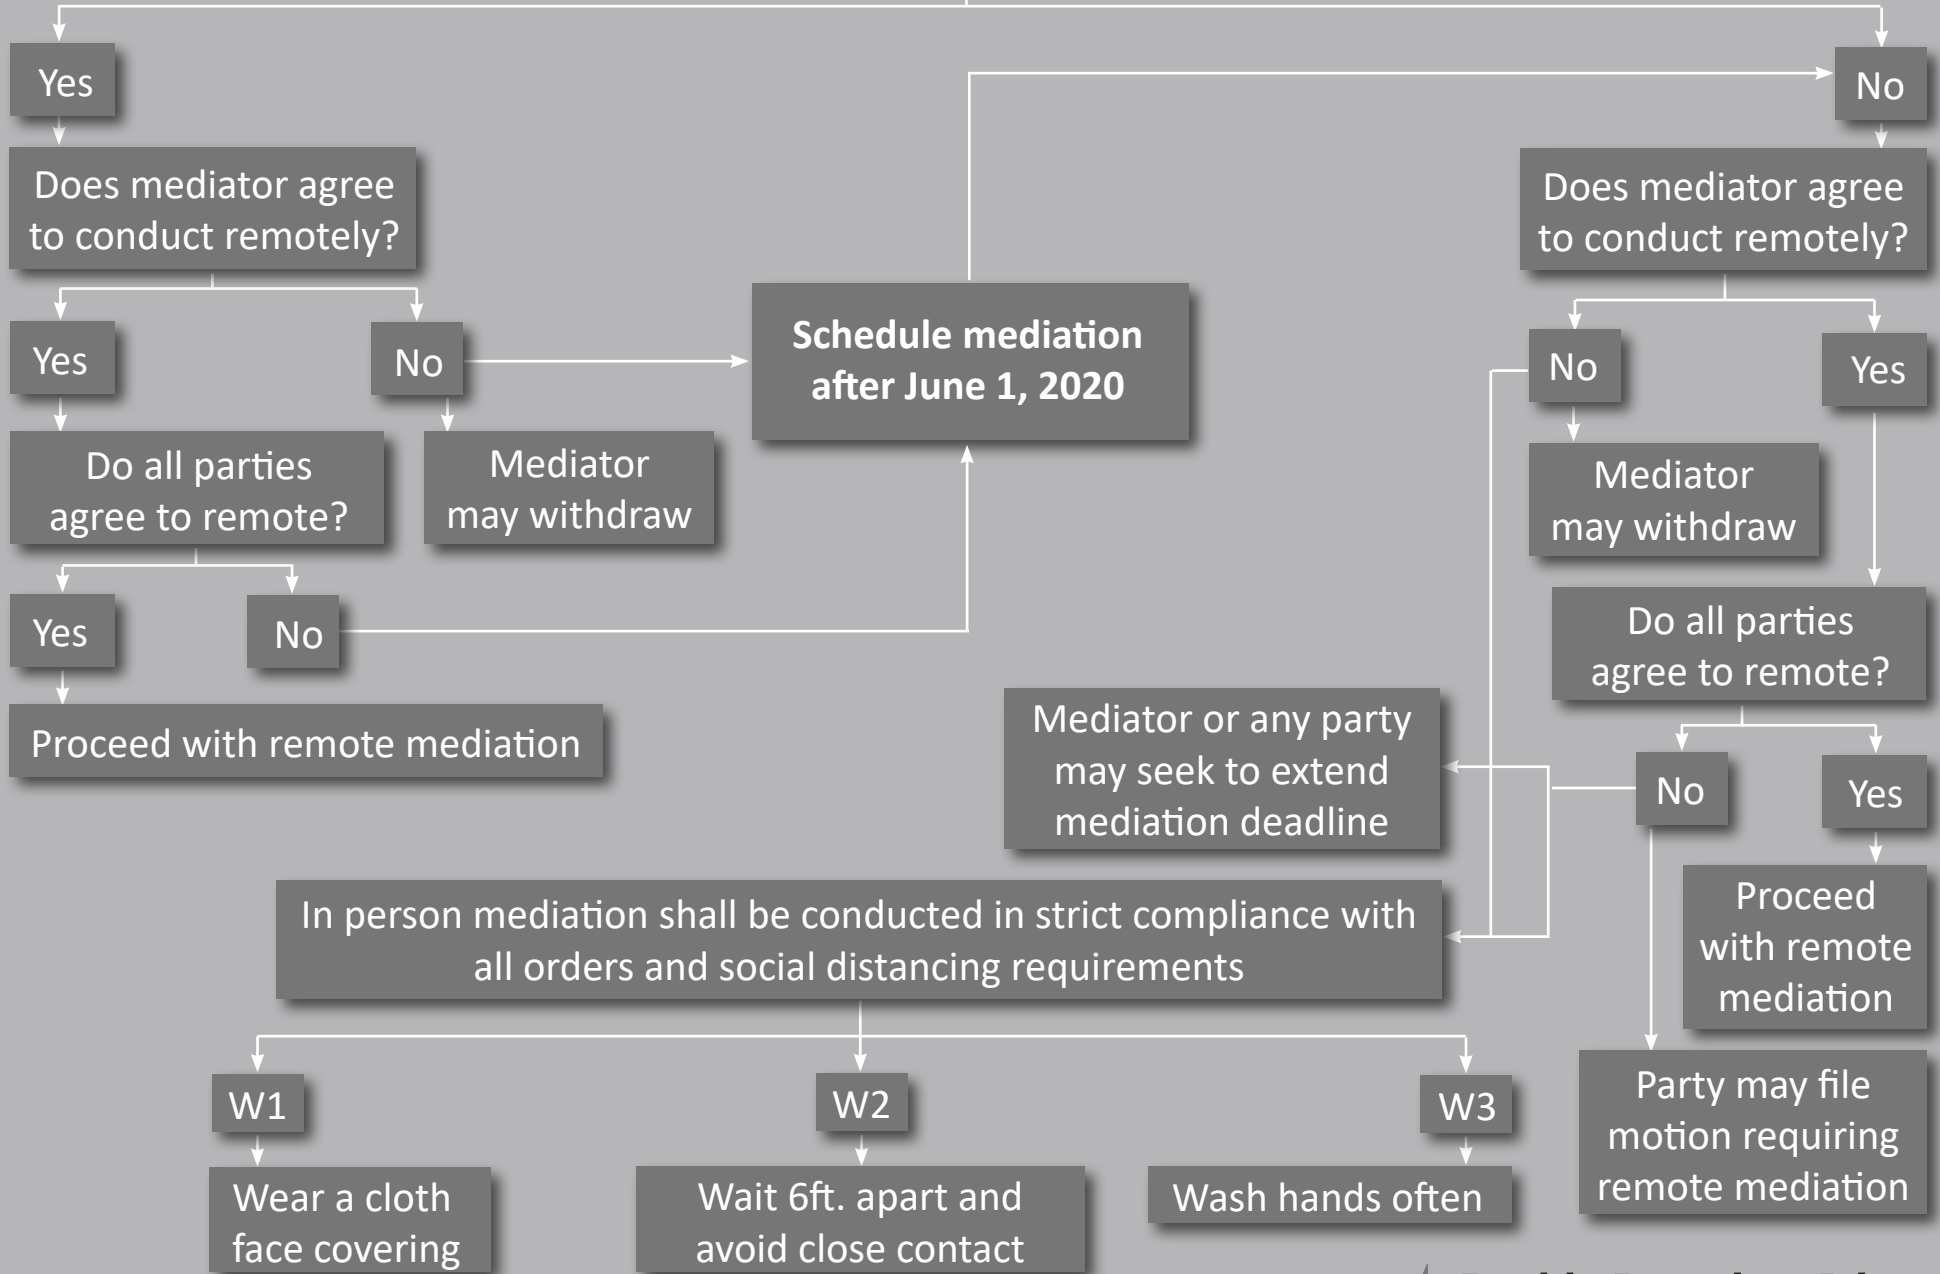 Yes
No
Does mediator agree
to conduct remotely?
Does mediator agree
to conduct remotely?
Yes
No
Schedule mediation
after June 1, 2020
No
Yes
Do all parties
agree to remote?
Mediator
may withdraw
Mediator
may withdraw
Yes
No
Do all parties
agree to remote?
Proceed with remote mediation
Mediator or any party
may seek to extend
mediation deadline
No
Yes
Proceed
with remote
mediation
In person mediation shall be conducted in strict compliance with
all orders and social distancing requirements
W1
W2
W3
Party may file
motion requiring
remote mediation
Wear a cloth
face covering
Wait 6ft. apart and
avoid close contact
Wash hands often